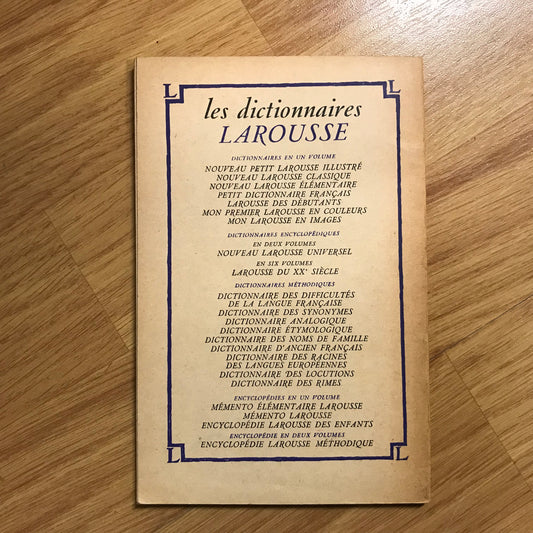 L L
les dictionnaires
LAROUSSE
DICTIONNAIRES EN UN VOLUME
NOUVEAU PETIT LAROUSSE ILLUSTRÉ
NOUVEAU LAROUSSE CLASSIQUE
NOUVEAU LAROUSSE ÉLÉMENTAIRE
PETIT DICTIONNAIRE FRANÇAIS
LAROUSSE DES DÉBUTANTS
MON PREMIER LAROUSSE EN COULEURS
MON LAROUSSE EN IMAGES
DICTIONNAIRES ENCYCLOPÉDIQUES
EN DEUX VOLUMES
NOUVEAU LAROUSSE UNIVERSEL
EN SIX VOLUMES
LAROUSSE DU XXe SIÈCLE
DICTIONNAIRES MÉTHODIQUES
DICTIONNAIRE DES DIFFICULTÉS
DE LA LANGUE FRANÇAISE
DICTIONNAIRE DES SYNONYMES
DICTIONNAIRE ANALOGIQUE
DICTIONNAIRE ÉTYMOLOGIQUE
DICTIONNAIRE DES NOMS DE FAMILLE
DICTIONNAIRE D'ANCIEN FRANÇAIS
DICTIONNAIRE DES RACINES
DES LANGUES EUROPÉENNES
DICTIONNAIRE DES LOCUTIONS
DICTIONNAIRE DES RIMES
ENCYCLOPÉDIES EN UN VOLUME
MÉMENTO ÉLÉMENTAIRE LAROUSSE
MÉMENTO LAROUSSE
ENCYCLOPÉDIE LAROUSSE DES ENFANTS
ENCYCLOPÉDIE EN DEUX VOLUMES
ENCYCLOPÉDIE LAROUSSE MÉTHODIQUE
L L